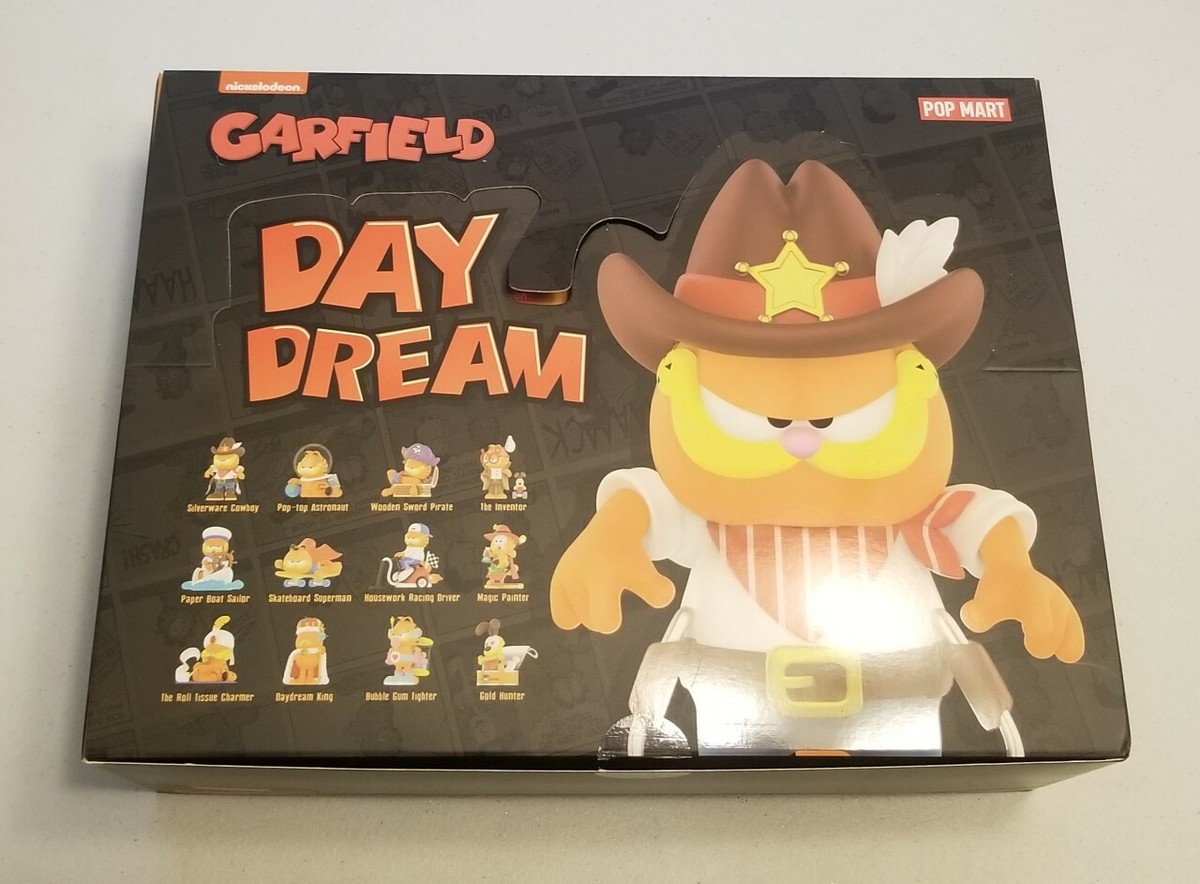 nickelodeon
POP MART
GARFIELD
DAY
DREAM
Silverware Cowboy
Pop-top Astronaut
Wooden Sword Pirate
The Inventor
Paper Boat Sailor
Skateboard Superman
Housework Racing Driver
Magic Painter
The Roll Tissue Charmer
Daydream King
Bubble Gum Fighter
Gold Hunter
CRASH!